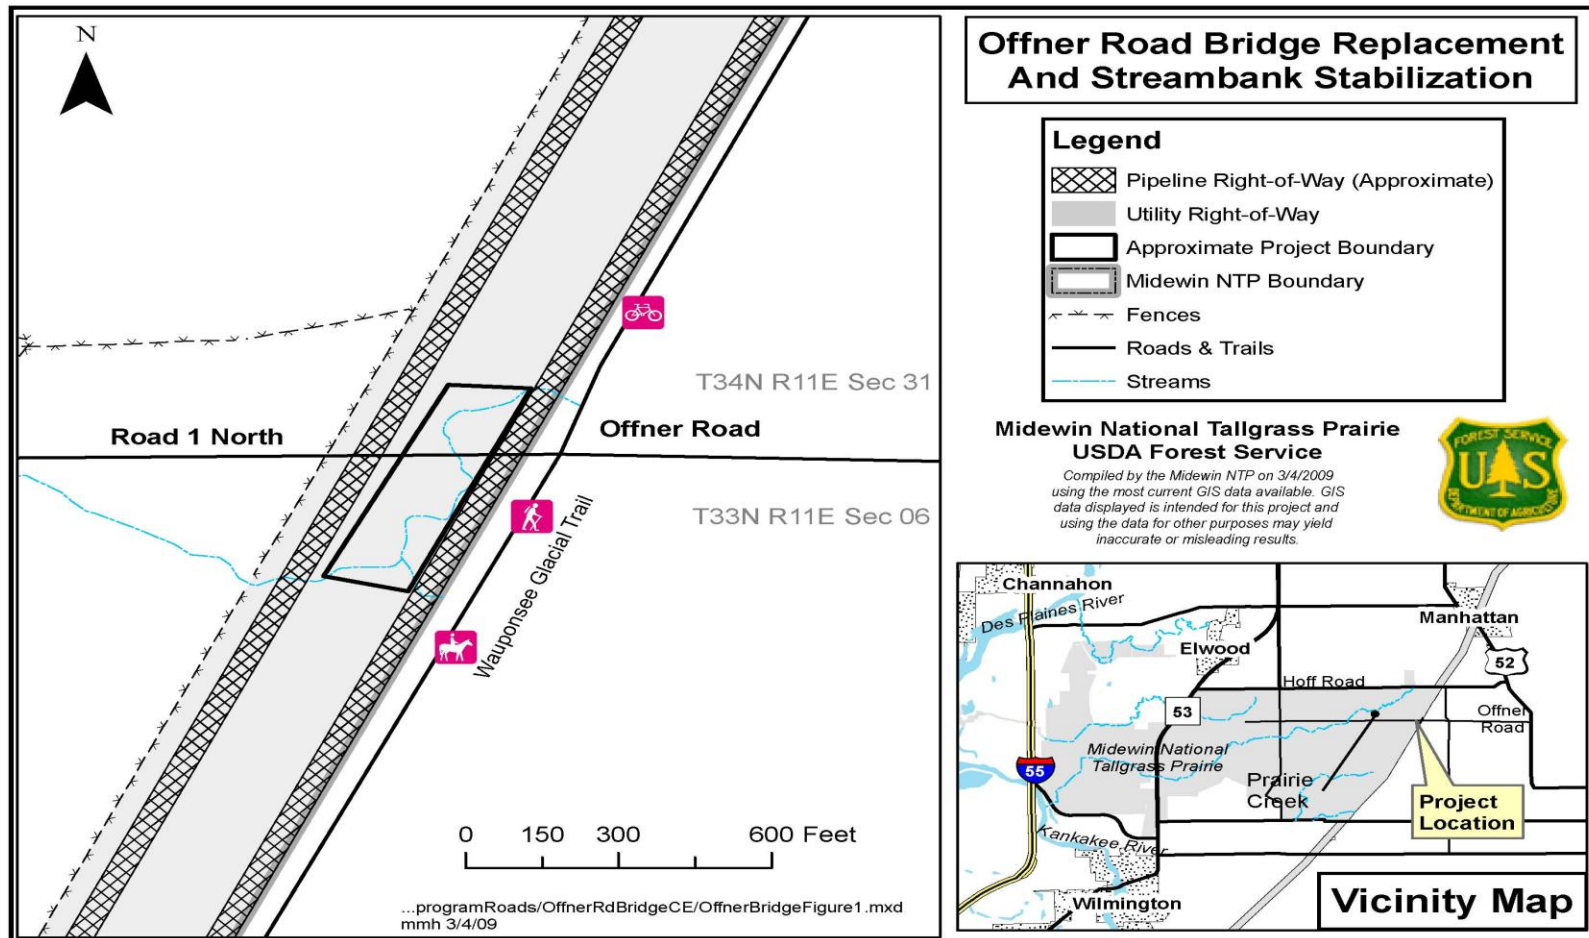 N
Offner Road Bridge Replacement
And Streambank Stabilization
Legend
Pipeline Right-of-Way (Approximate)
Utility Right-of-Way
Approximate Project Boundary
Midewin NTP Boundary
Fences
Roads & Trails
Streams
T34N R11E Sec 31
Road 1 North
Offner Road
T33N R11E Sec 06
Wauponsee Glacial Trail
0 150 300 600 Feet
...programRoads/OffnerRdBridgeCE/OffnerBridgeFigure1.mxd
mmh 3/4/09
Midewin National Tallgrass Prairie
USDA Forest Service
Compiled by the Midewin NTP on 3/4/2009
using the most current GIS data available. GIS
data displayed is intended for this project and
using the data for other purposes may yield
inaccurate or misleading results.
FOREST SERVICE
U S
DEPARTMENT OF AGRICULTURE
Channahon
Des Plaines River
Manhattan
Elwood
52
Hoff Road
53
Offner
Road
Midewin National
Tallgrass Prairie
55
Prairie
Creek
Project
Location
Kankakee River
Wilmington
Vicinity Map